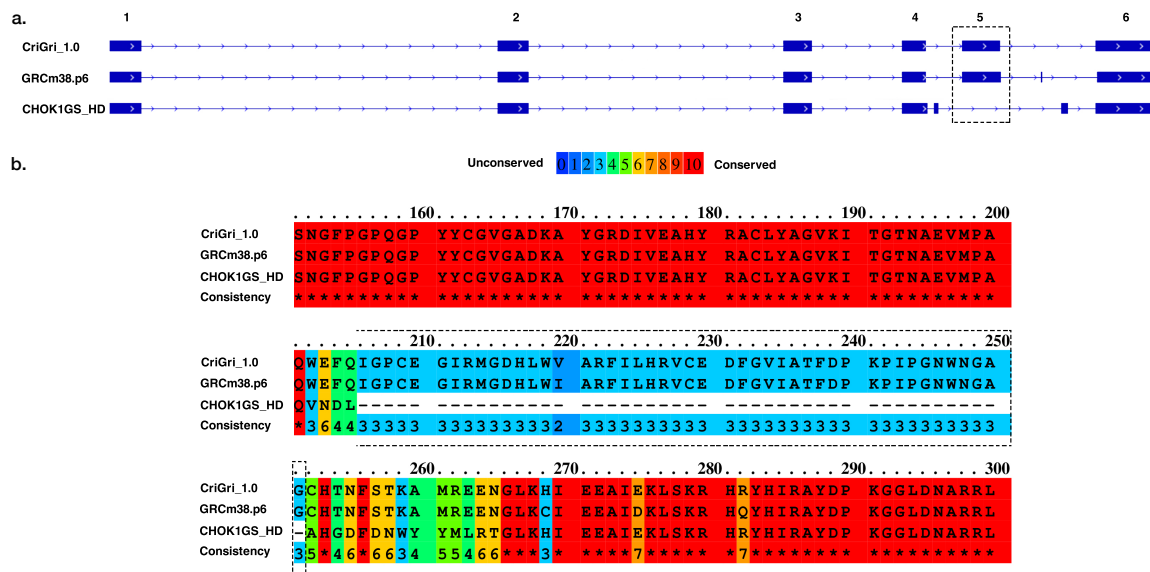 a.
1 2 3 4 5 6
CriGri_1.0
GRCm38.p6
CHOK1GS_HD
b.
Unconserved 0 1 2 3 4 5 6 7 8 9 10 Conserved
. . . . . . . . . 160 . . . . . . . . . 170 . . . . . . . . . 180 . . . . . . . . . 190 . . . . . . . . . 200
CriGri_1.0 SNGFPGPQGP YYCGVGADKA YGRDIVEAHY RACLYAGVKI TGTNAEVMPA
GRCm38.p6 SNGFPGPQGP YYCGVGADKA YGRDIVEAHY RACLYAGVKI TGTNAEVMPA
CHOK1GS_HD SNGFPGPQGP YYCGVGADKA YGRDIVEAHY RACLYAGVKI TGTNAEVMPA
Consistency ********** ********** ********** ********** **********
. . . . . . . . . 210 . . . . . . . . . 220 . . . . . . . . . 230 . . . . . . . . . 240 . . . . . . . . . 250
CriGri_1.0 QWEFQIGPCE GIRMGDHLWV ARFILHRVCE DFGVIATFDP KPIPGNWNGA
GRCm38.p6 QWEFQIGPCE GIRMGDHLWI ARFILHRVCE DFGVIATFDP KPIPGNWNGA
CHOK1GS_HD QVNDL----- ---------- ---------- ---------- ----------
Consistency *364433333 3333333332 3333333333 3333333333 3333333333
. . . . . . . . . 260 . . . . . . . . . 270 . . . . . . . . . 280 . . . . . . . . . 290 . . . . . . . . . 300
CriGri_1.0 GCHTNFSTKA MREENGLKHI EEAIEKLSKR HRYHIRAYDP KGGLDNARRL
GRCm38.p6 GCHTNFSTKA MREENGLKCI EEAIDKLSKR HQYHIRAYDP KGGLDNARRL
CHOK1GS_HD -AHGDFDNWY YMLRTGLKHI EEAIEKLSKR HRYHIRAYDP KGGLDNARRL
Consistency 35*46*6634 55466***3* ****7***** *7******** **********